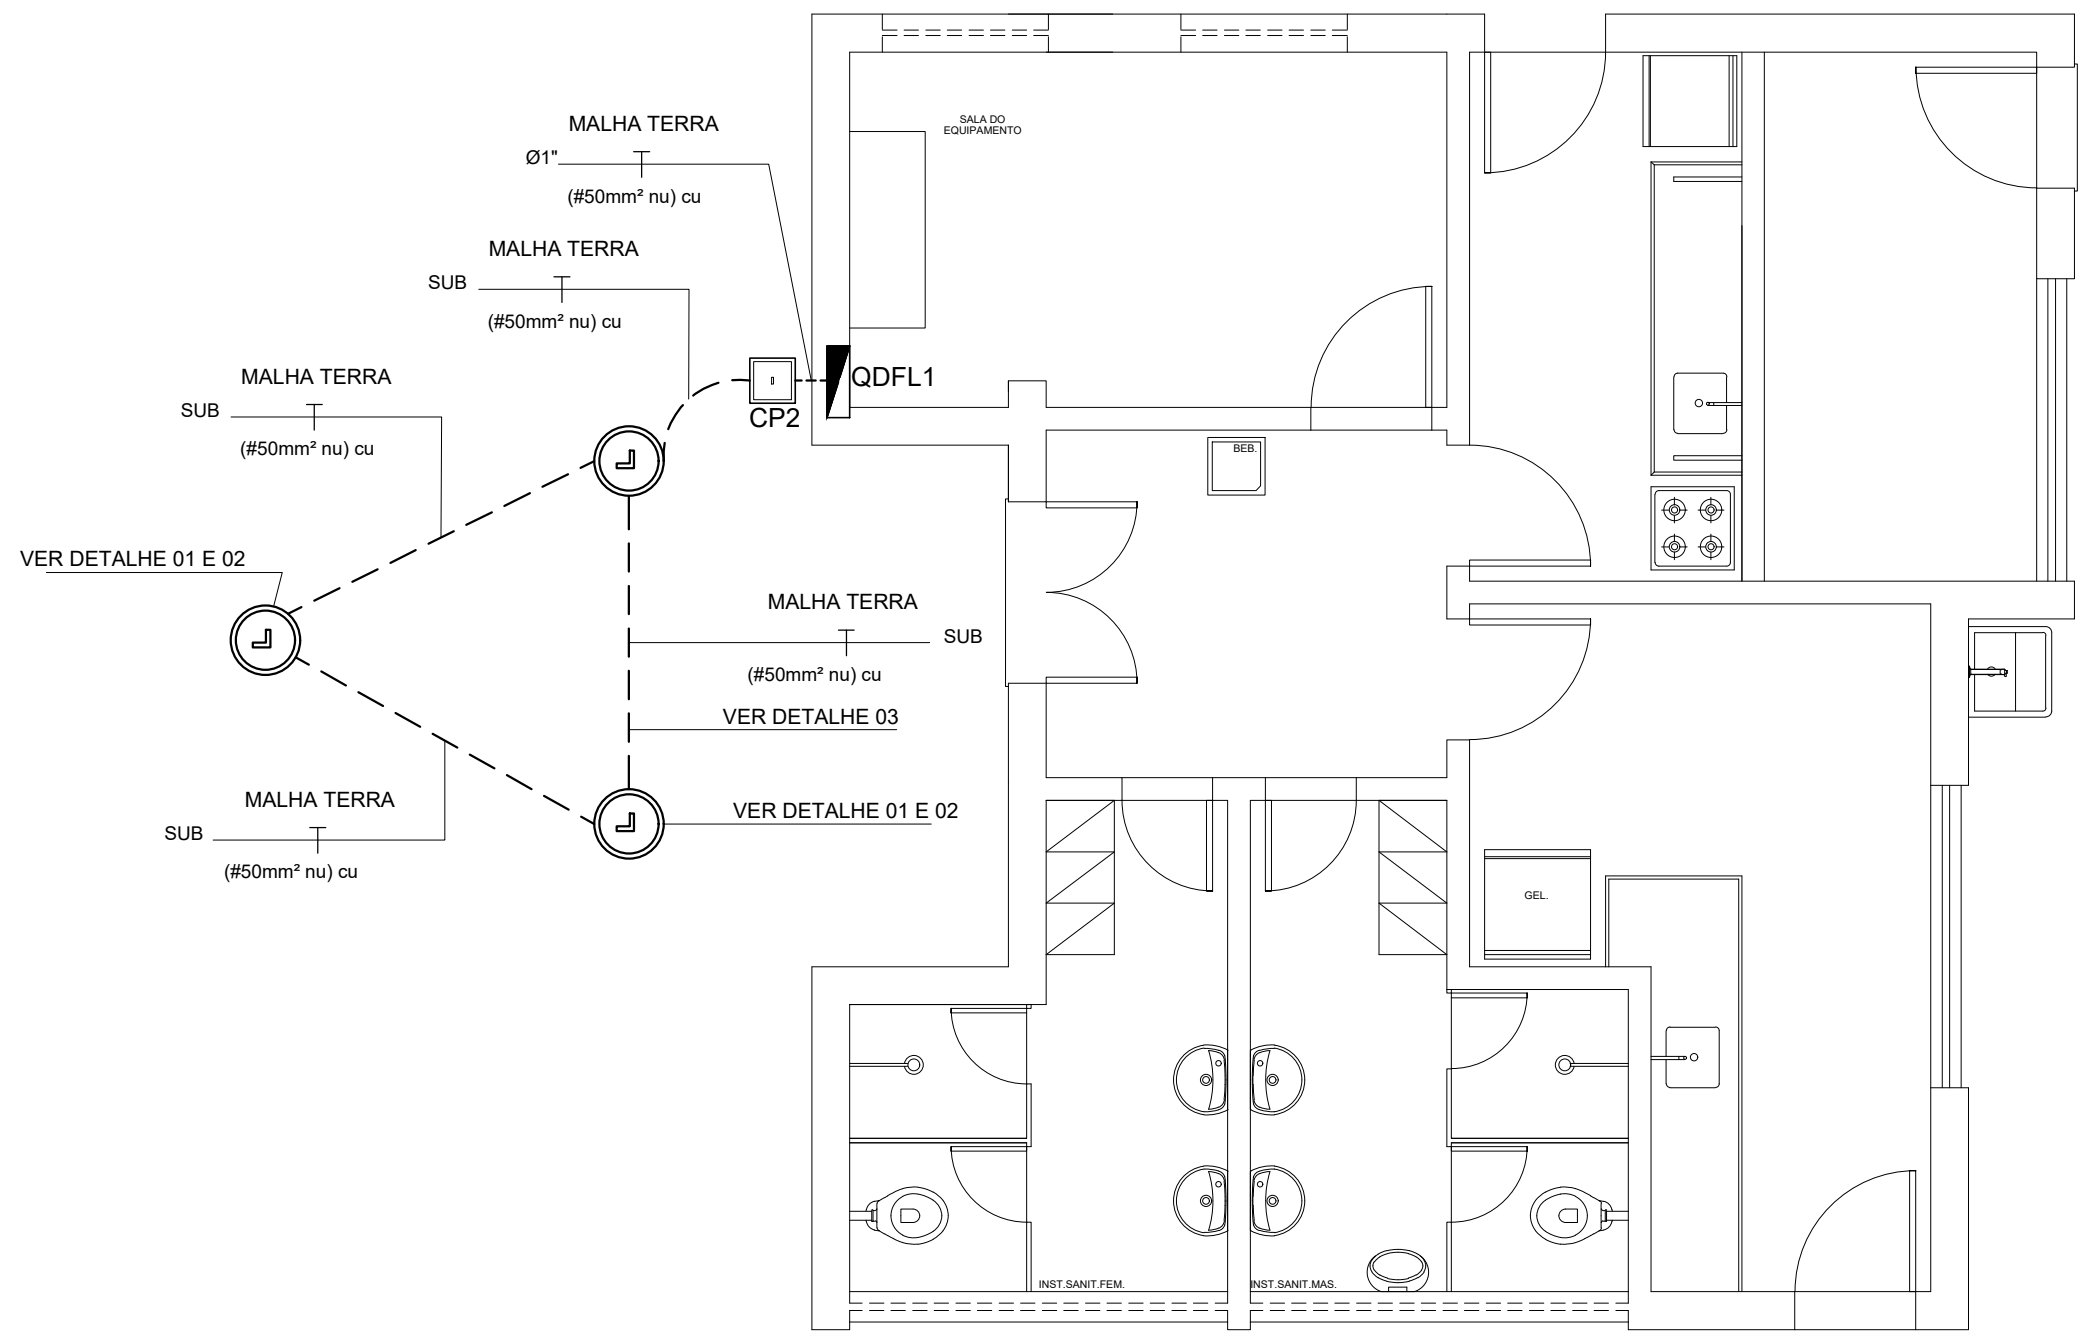 SALA DO
EQUIPAMENTO
MALHA TERRA
Ø1"
(#50mm² nu) cu
MALHA TERRA
SUB
(#50mm² nu) cu
MALHA TERRA
SUB
(#50mm² nu) cu
QDFL1
CP2
BEB.
VER DETALHE 01 E 02
MALHA TERRA
SUB
(#50mm² nu) cu
VER DETALHE 03
MALHA TERRA
SUB
(#50mm² nu) cu
VER DETALHE 01 E 02
GEL.
INST.SANIT.FEM.
INST.SANIT.MAS.